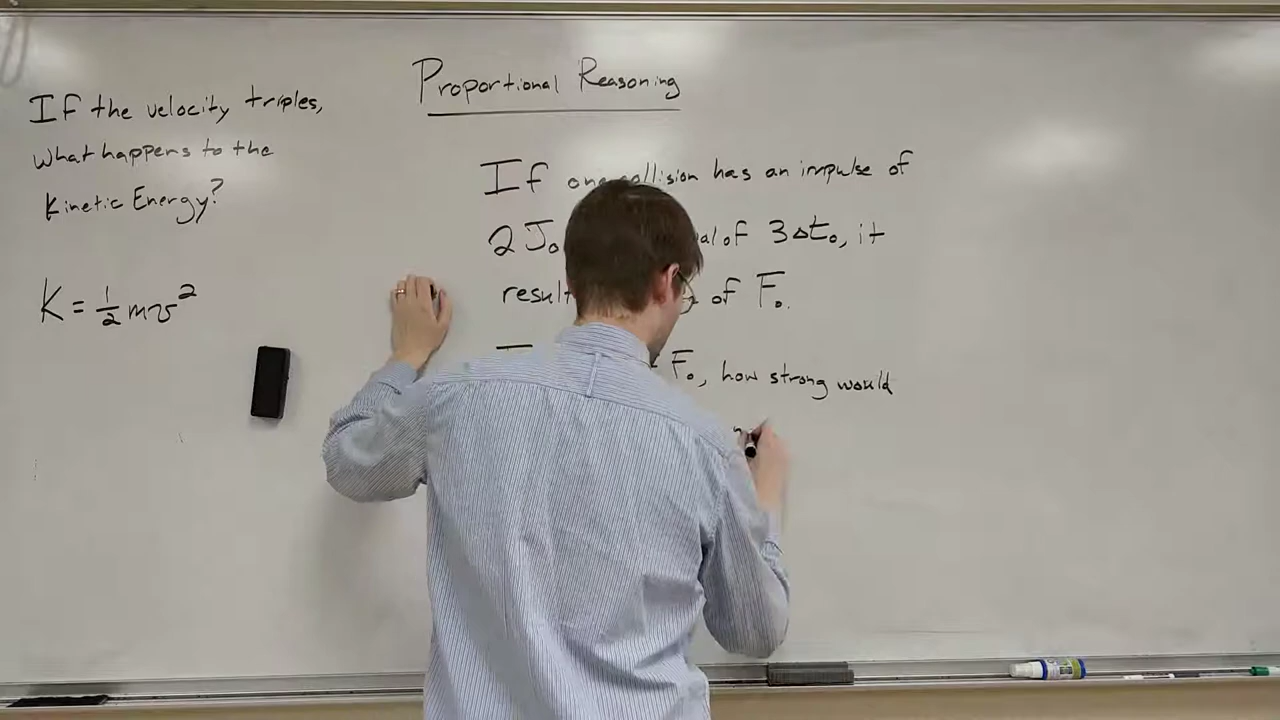 Proportional Reasoning
If the velocity triples,
what happens to the
Kinetic Energy?
K = 1/2 mv²
If one collision has an impulse of
2J₀ of 3Δt₀, it
result of F₀.
F₀, how strong would